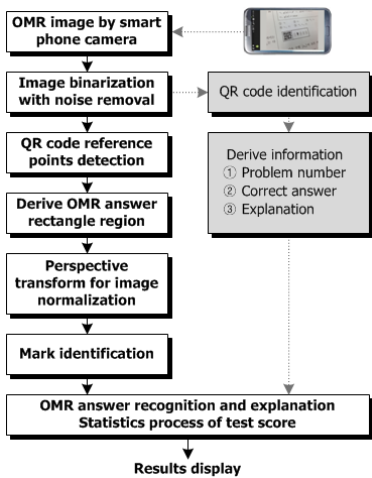 OMR image by smart
phone camera
Image binarization
with noise removal
QR code identification
QR code reference
points detection
Derive information
① Problem number
② Correct answer
③ Explanation
Derive OMR answer
rectangle region
Perspective
transform for image
normalization
Mark identification
OMR answer recognition and explanation
Statistics process of test score
Results display